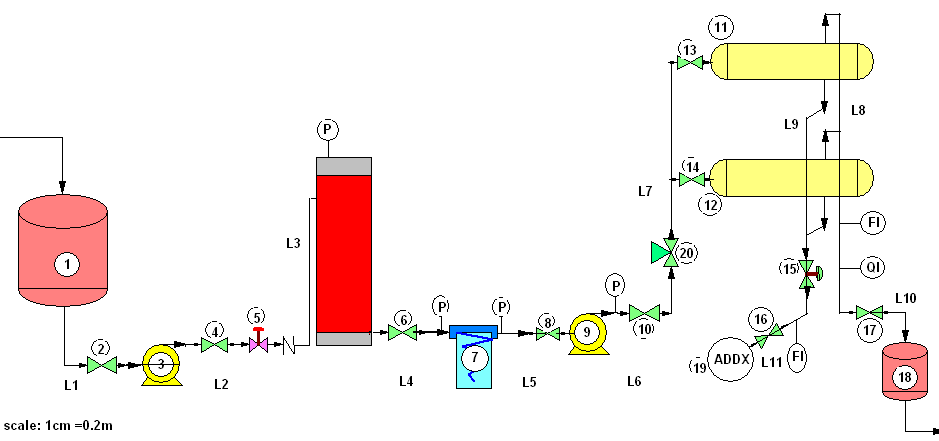 11
13
P
L9
L8
14
L7
12
FI
L3
1
20
QI
15
P
P
P
L10
5
16
4
6
8
9
10
17
2
3
7
ADDX
FI
19
L11
18
L1
L2
L4
L5
L6
scale: 1cm =0.2m